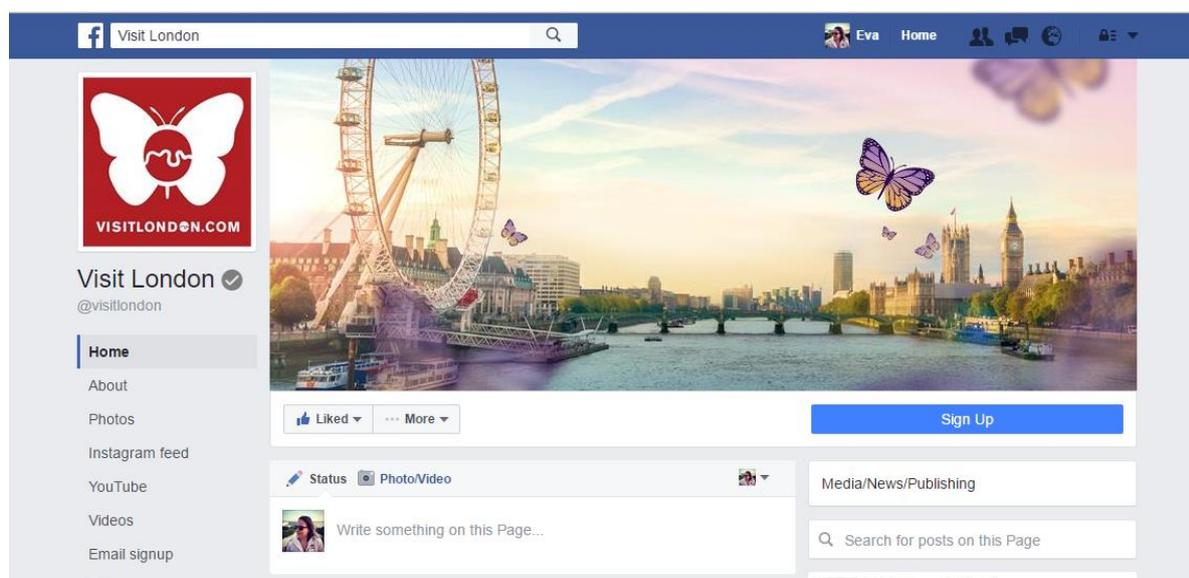 Visit London
Eva Home
VISITLONDON.COM
Visit London
@visitlondon
Home
About
Photos
Instagram feed
YouTube
Videos
Email signup
Liked
More
Sign Up
Status
Photo/Video
Write something on this Page...
Media/News/Publishing
Search for posts on this Page